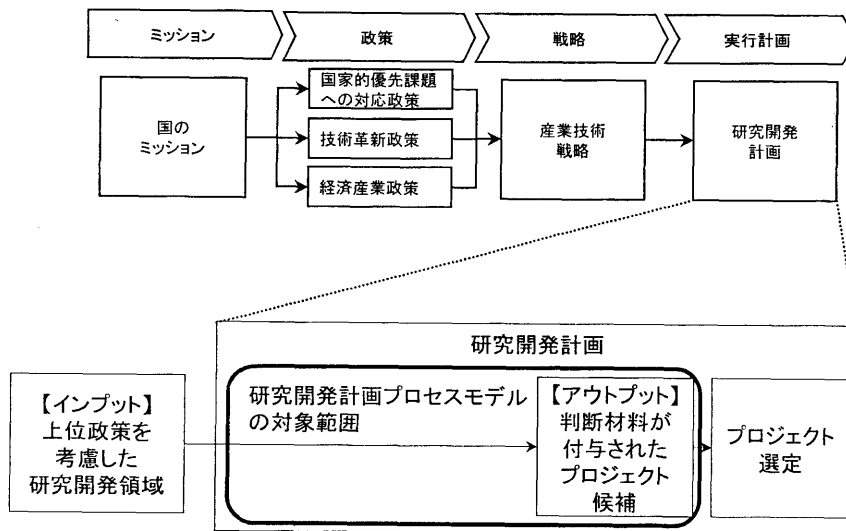 ミッション
政策
戦略
実行計画
国の
ミッション
国家的優先課題
への対応政策
技術革新政策
経済産業政策
産業技術
戦略
研究開発
計画
研究開発計画
【インプット】
上位政策を
考慮した
研究開発領域
研究開発計画プロセスモデル
の対象範囲
【アウトプット】
判断材料が
付与された
プロジェクト
候補
プロジェクト
選定